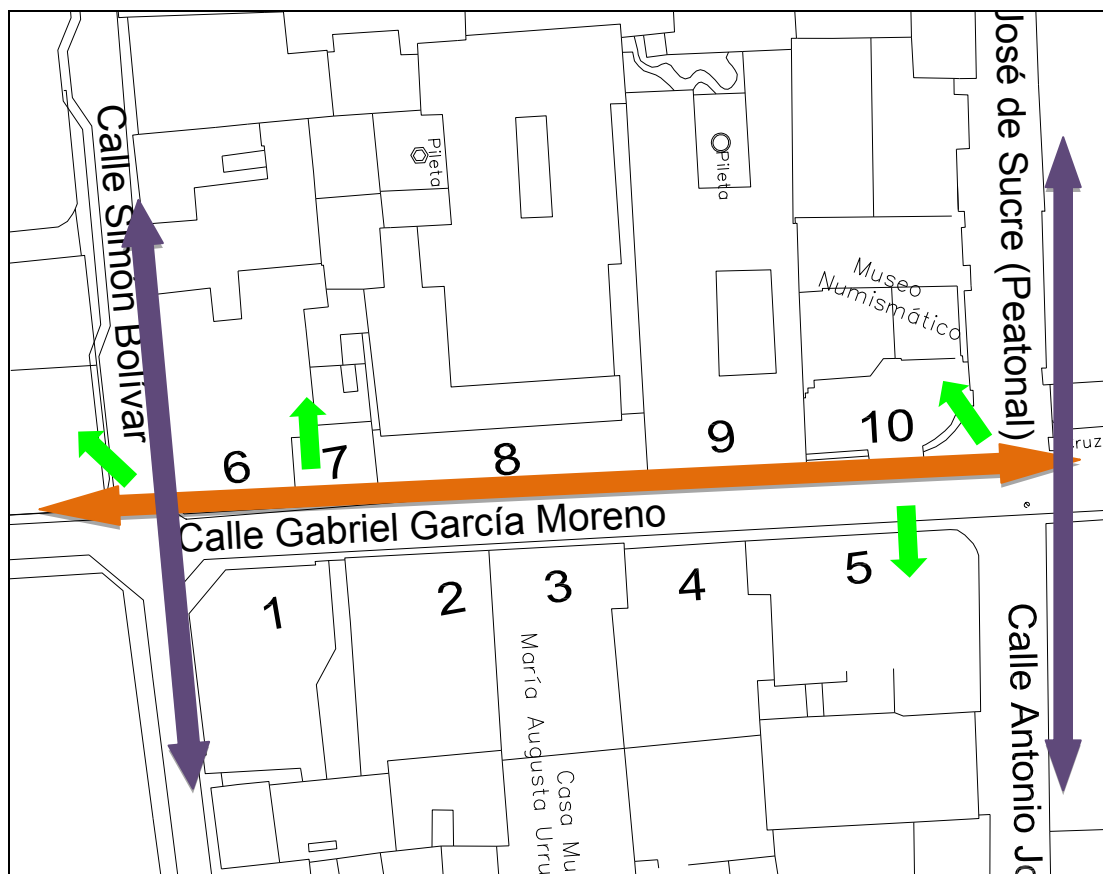 José de Sucre (Peatonal)
Calle Simón Bolívar
Pileta
Pileta
Museo
Numismático
6
7
8
9
10
Cruz
Calle Gabriel García Moreno
e
1
2
3
4
5
María Augusta Urru
Casa Mu
Calle Antonio Jo